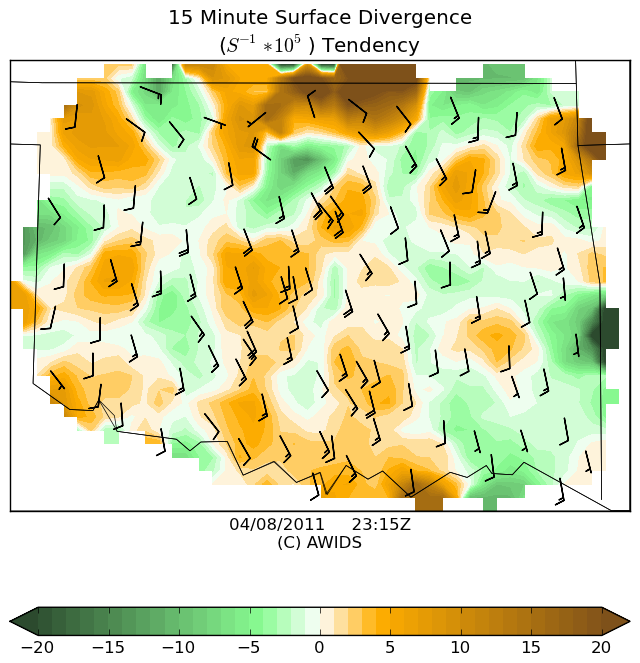 15 Minute Surface Divergence
(S⁻¹ * 10⁵ ) Tendency
04/08/2011 23:15Z
(C) AWIDS
−20 −15 −10 −5 0 5 10 15 20